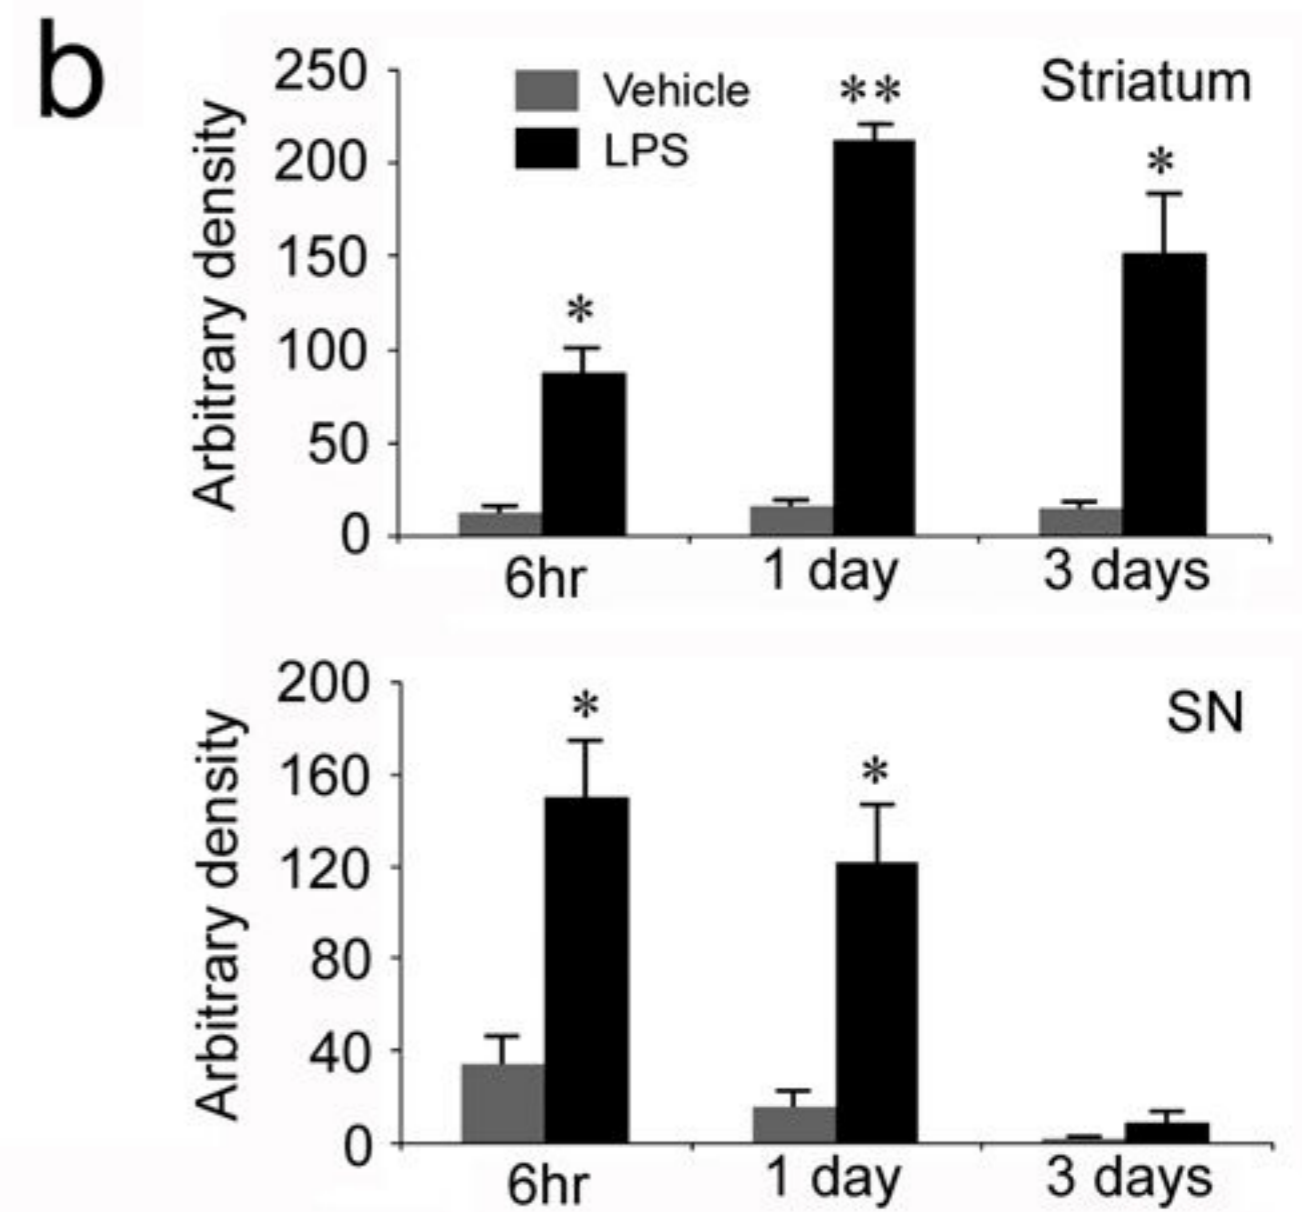 b
Striatum
Arbitrary density
250
200
150
100
50
0
Vehicle
LPS
*
**
*
6hr
1 day
3 days
SN
Arbitrary density
200
160
120
80
40
0
*
*
6hr
1 day
3 days